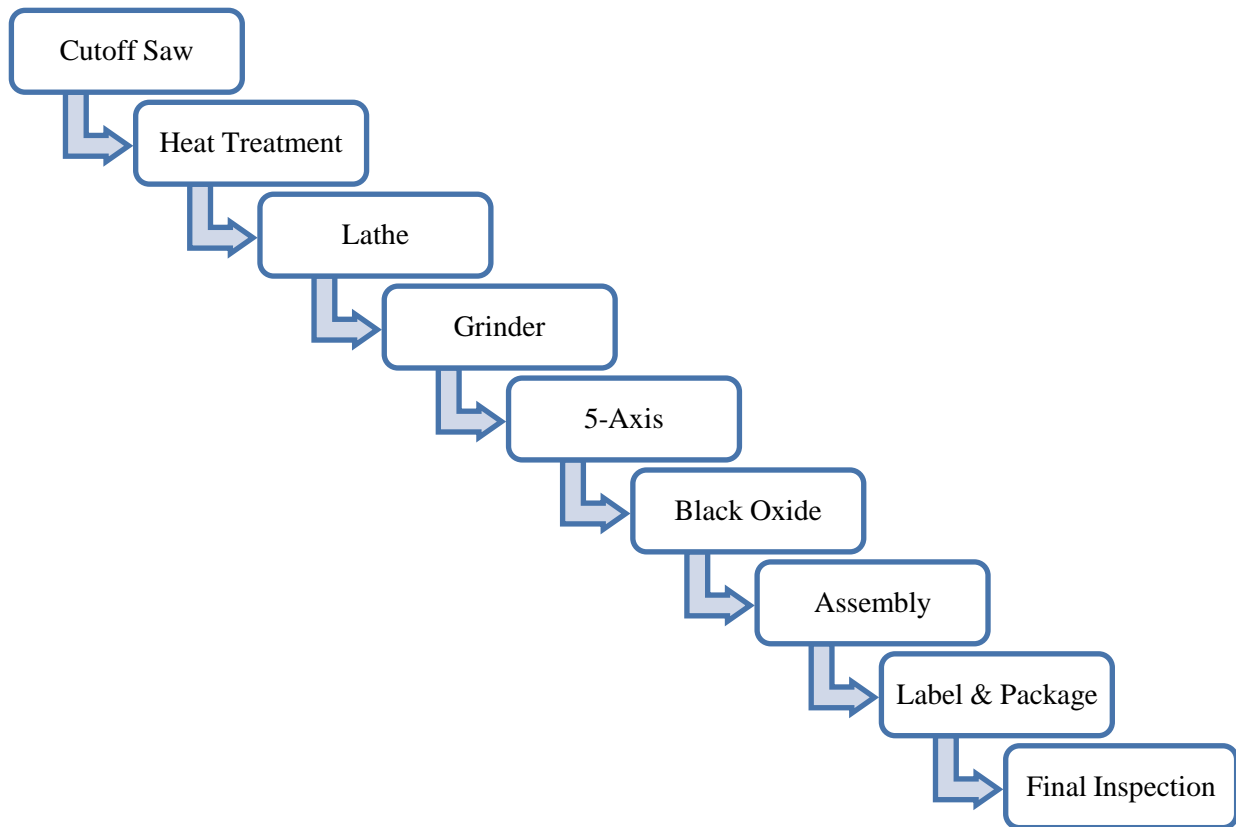 Cutoff Saw
Heat Treatment
Lathe
Grinder
5-Axis
Black Oxide
Assembly
Label & Package
Final Inspection